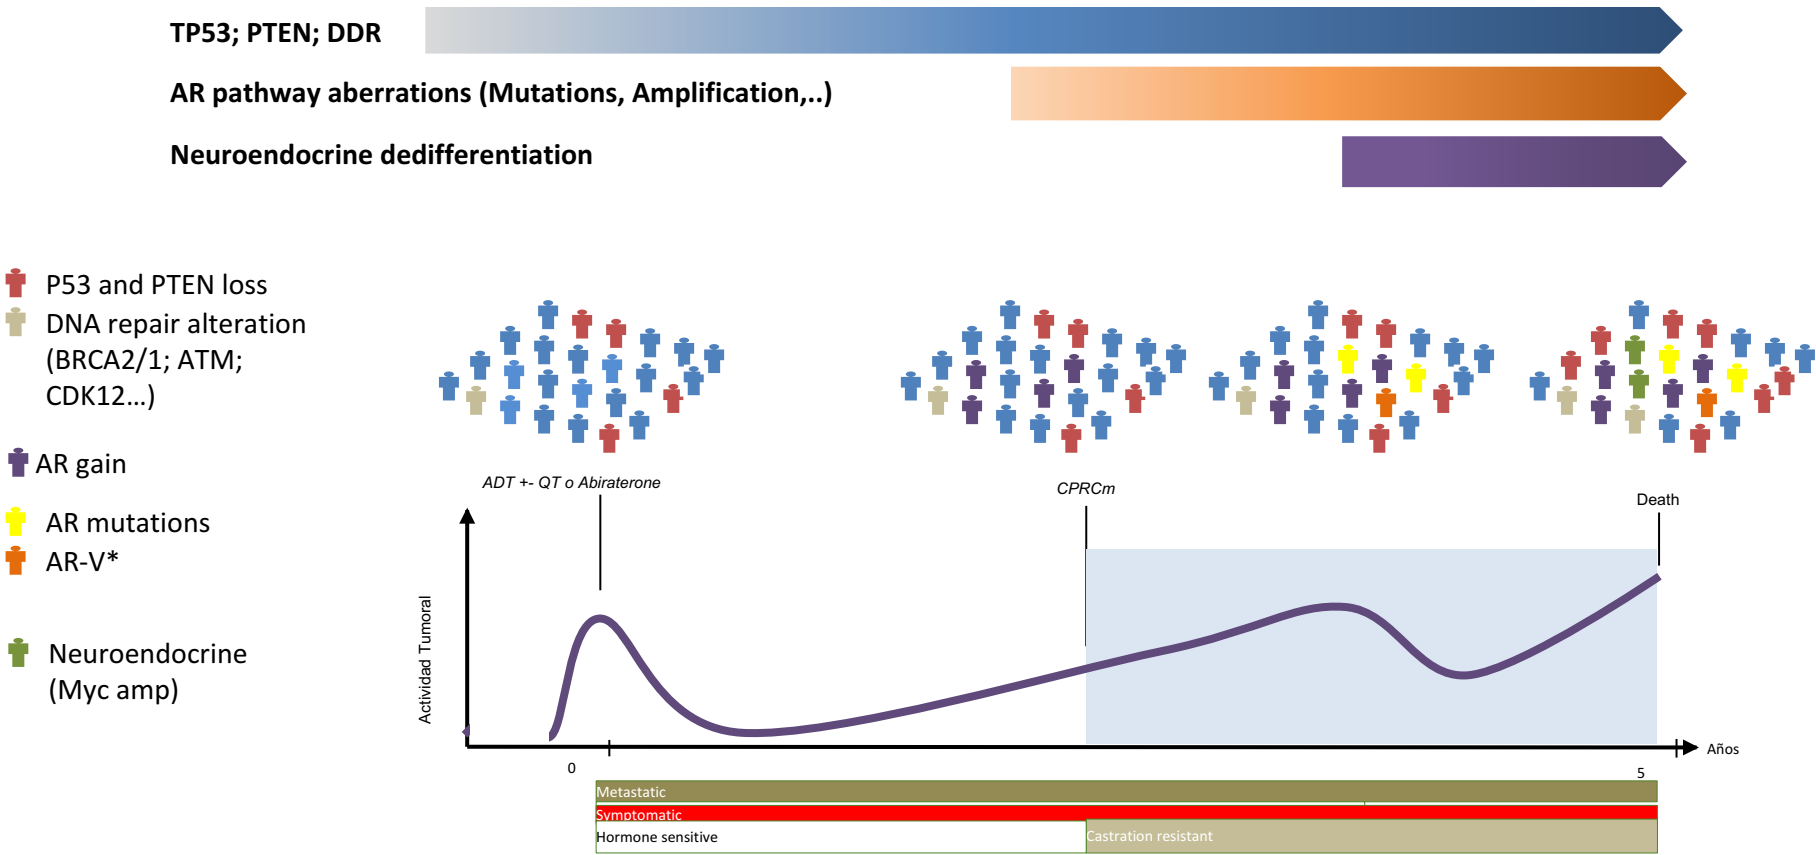 TP53; PTEN; DDR
AR pathway aberrations (Mutations, Amplification,..)
Neuroendocrine dedifferentiation
P53 and PTEN loss
DNA repair alteration
(BRCA2/1; ATM;
CDK12...)
AR gain
AR mutations
AR-V*
Neuroendocrine
(Myc amp)
ADT +- QT o Abiraterone
CPRCm
Death
Actividad Tumoral
Años
0
5
Metastatic
Symptomatic
Hormone sensitive
Castration resistant